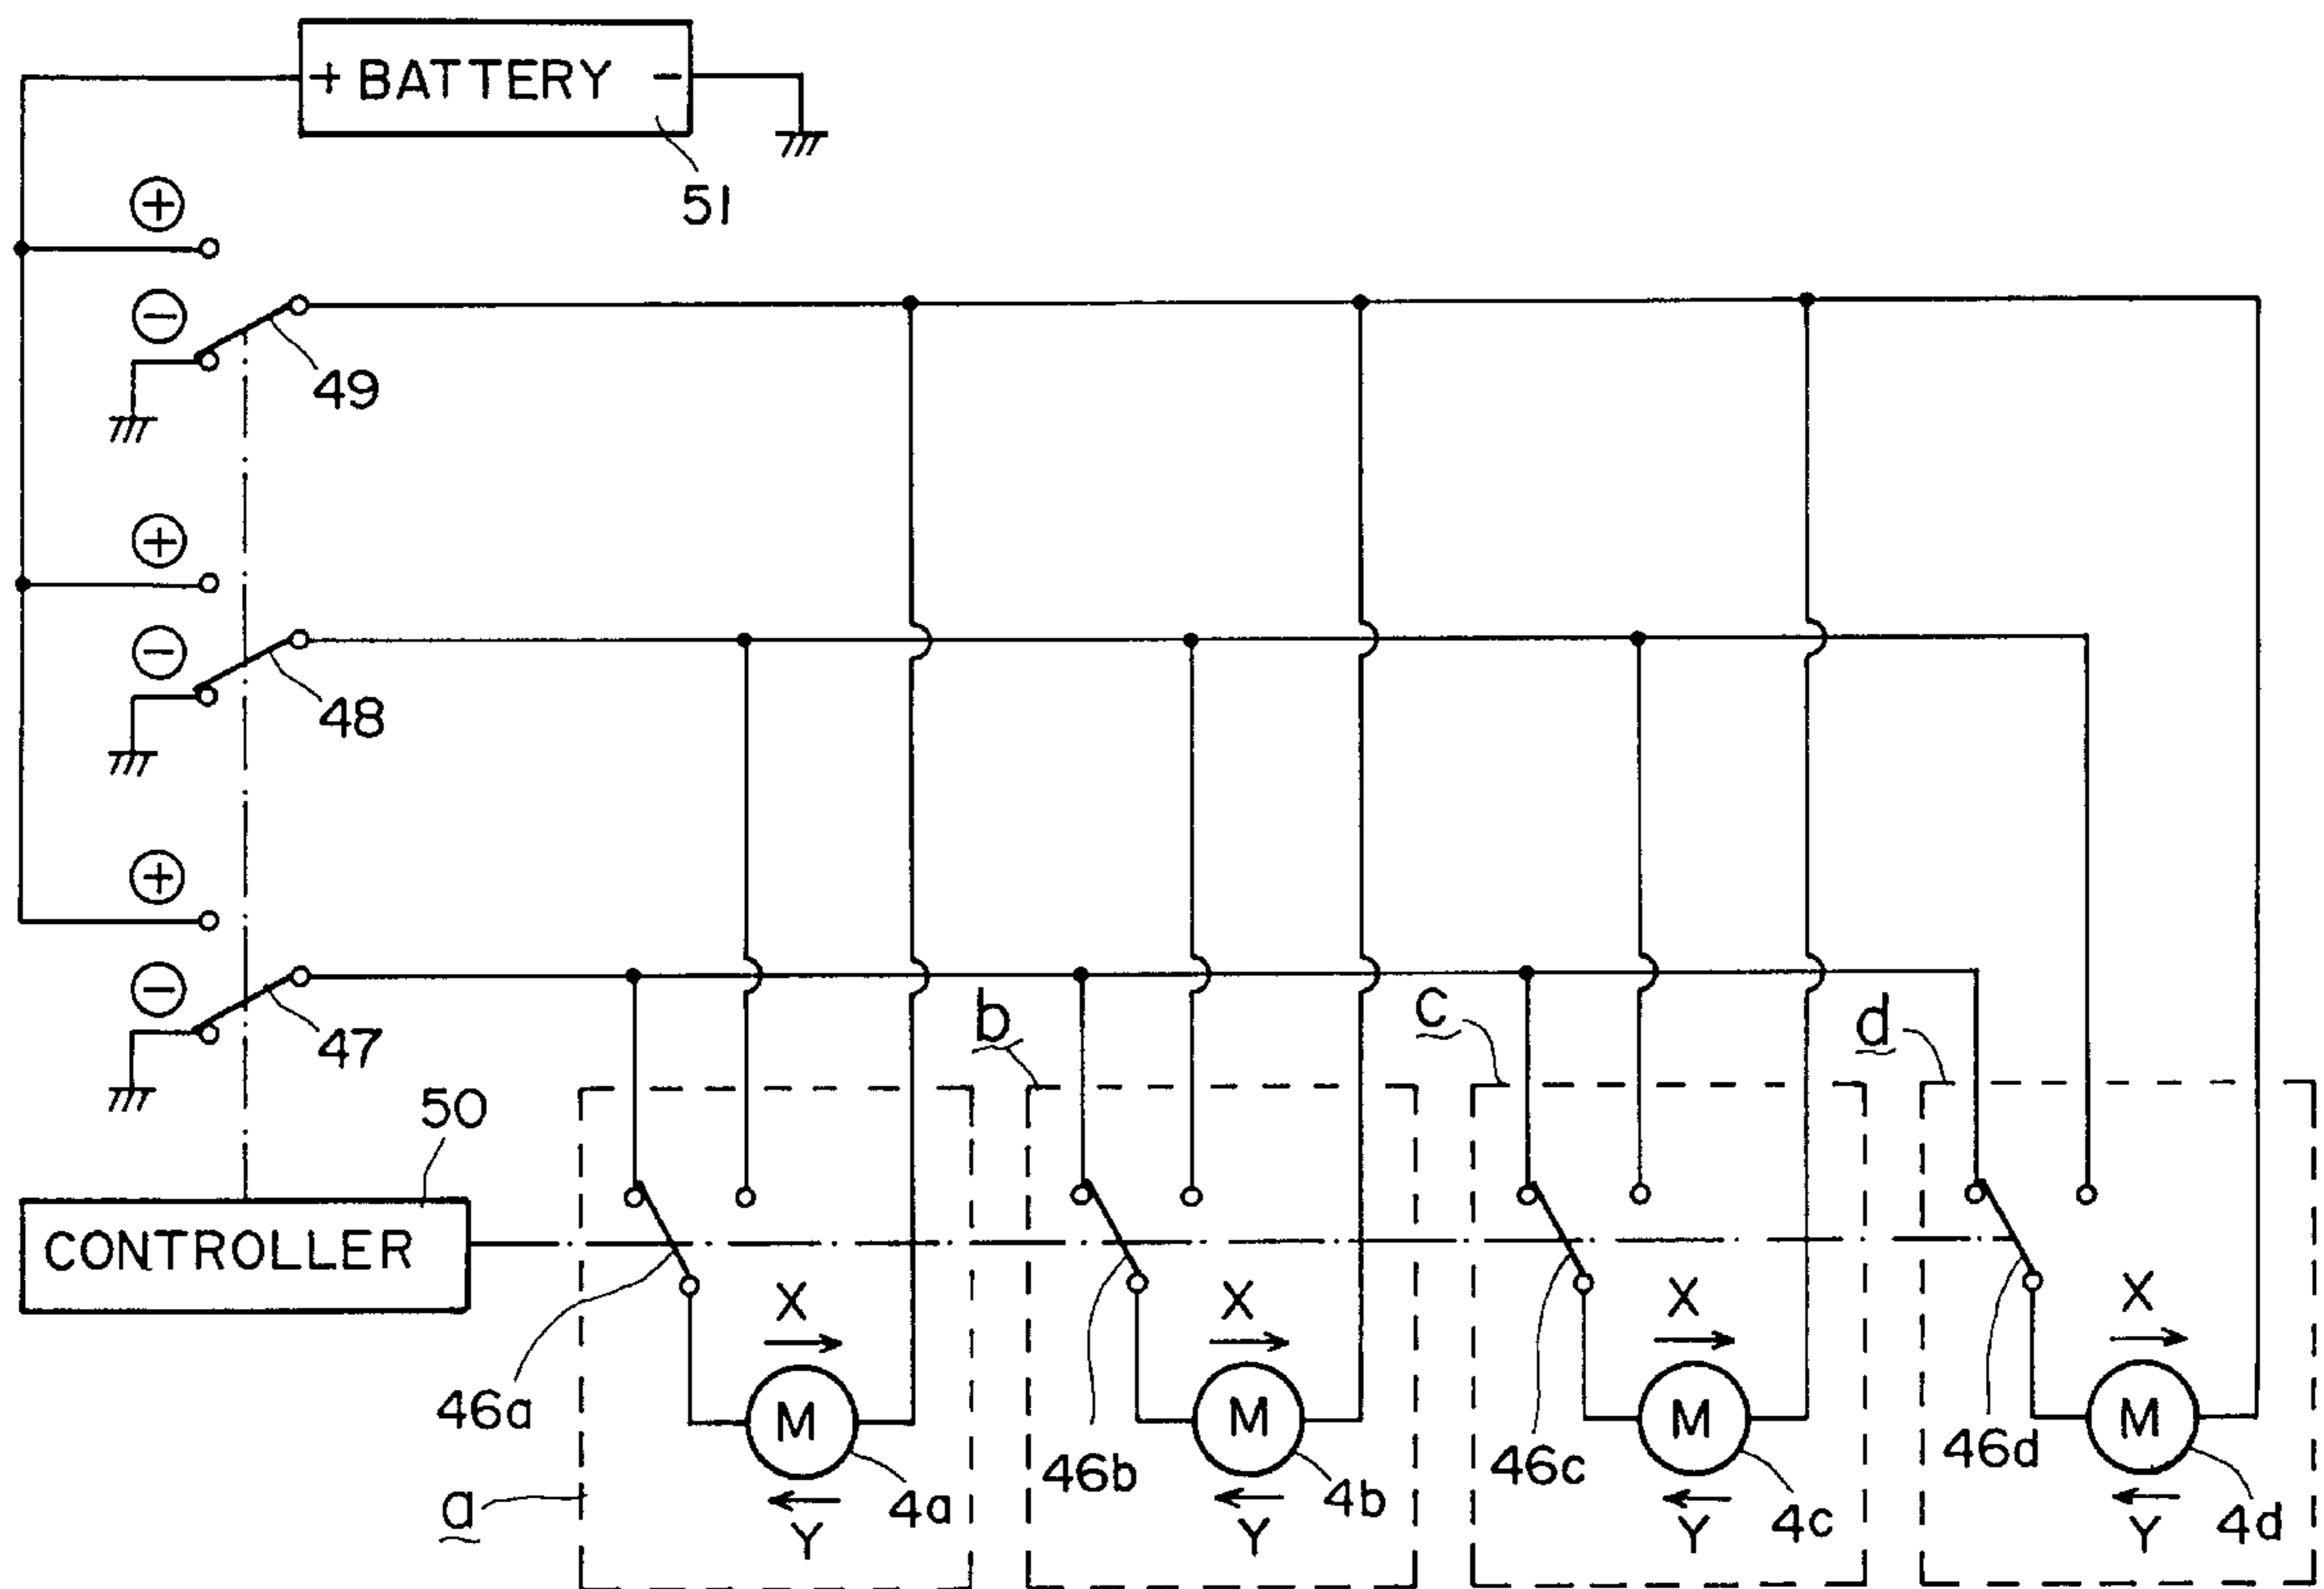 + BATTERY -
51
+
-
49
+
-
48
+
-
47
b
c
d
50
CONTROLLER
X
X
X
X
46a
M
46b
M
46c
M
46d
M
a
4a
4b
4c
4d
Y
Y
Y
Y